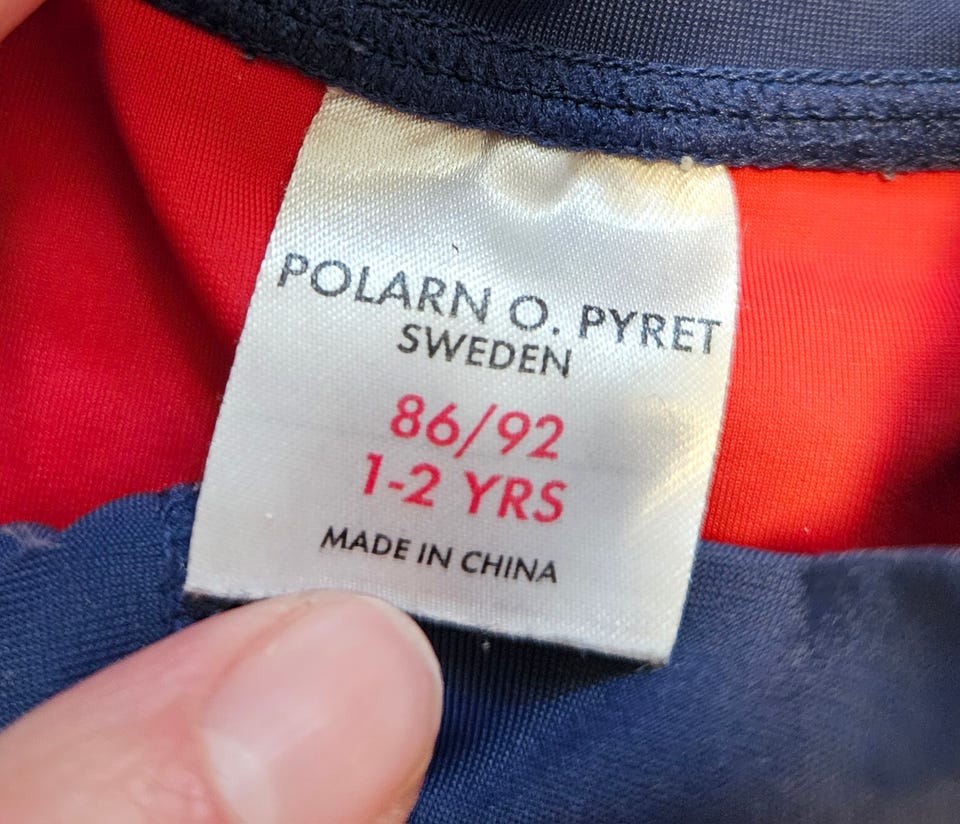 POLARN O. PYRET
SWEDEN
86/92
1-2 YRS
MADE IN CHINA